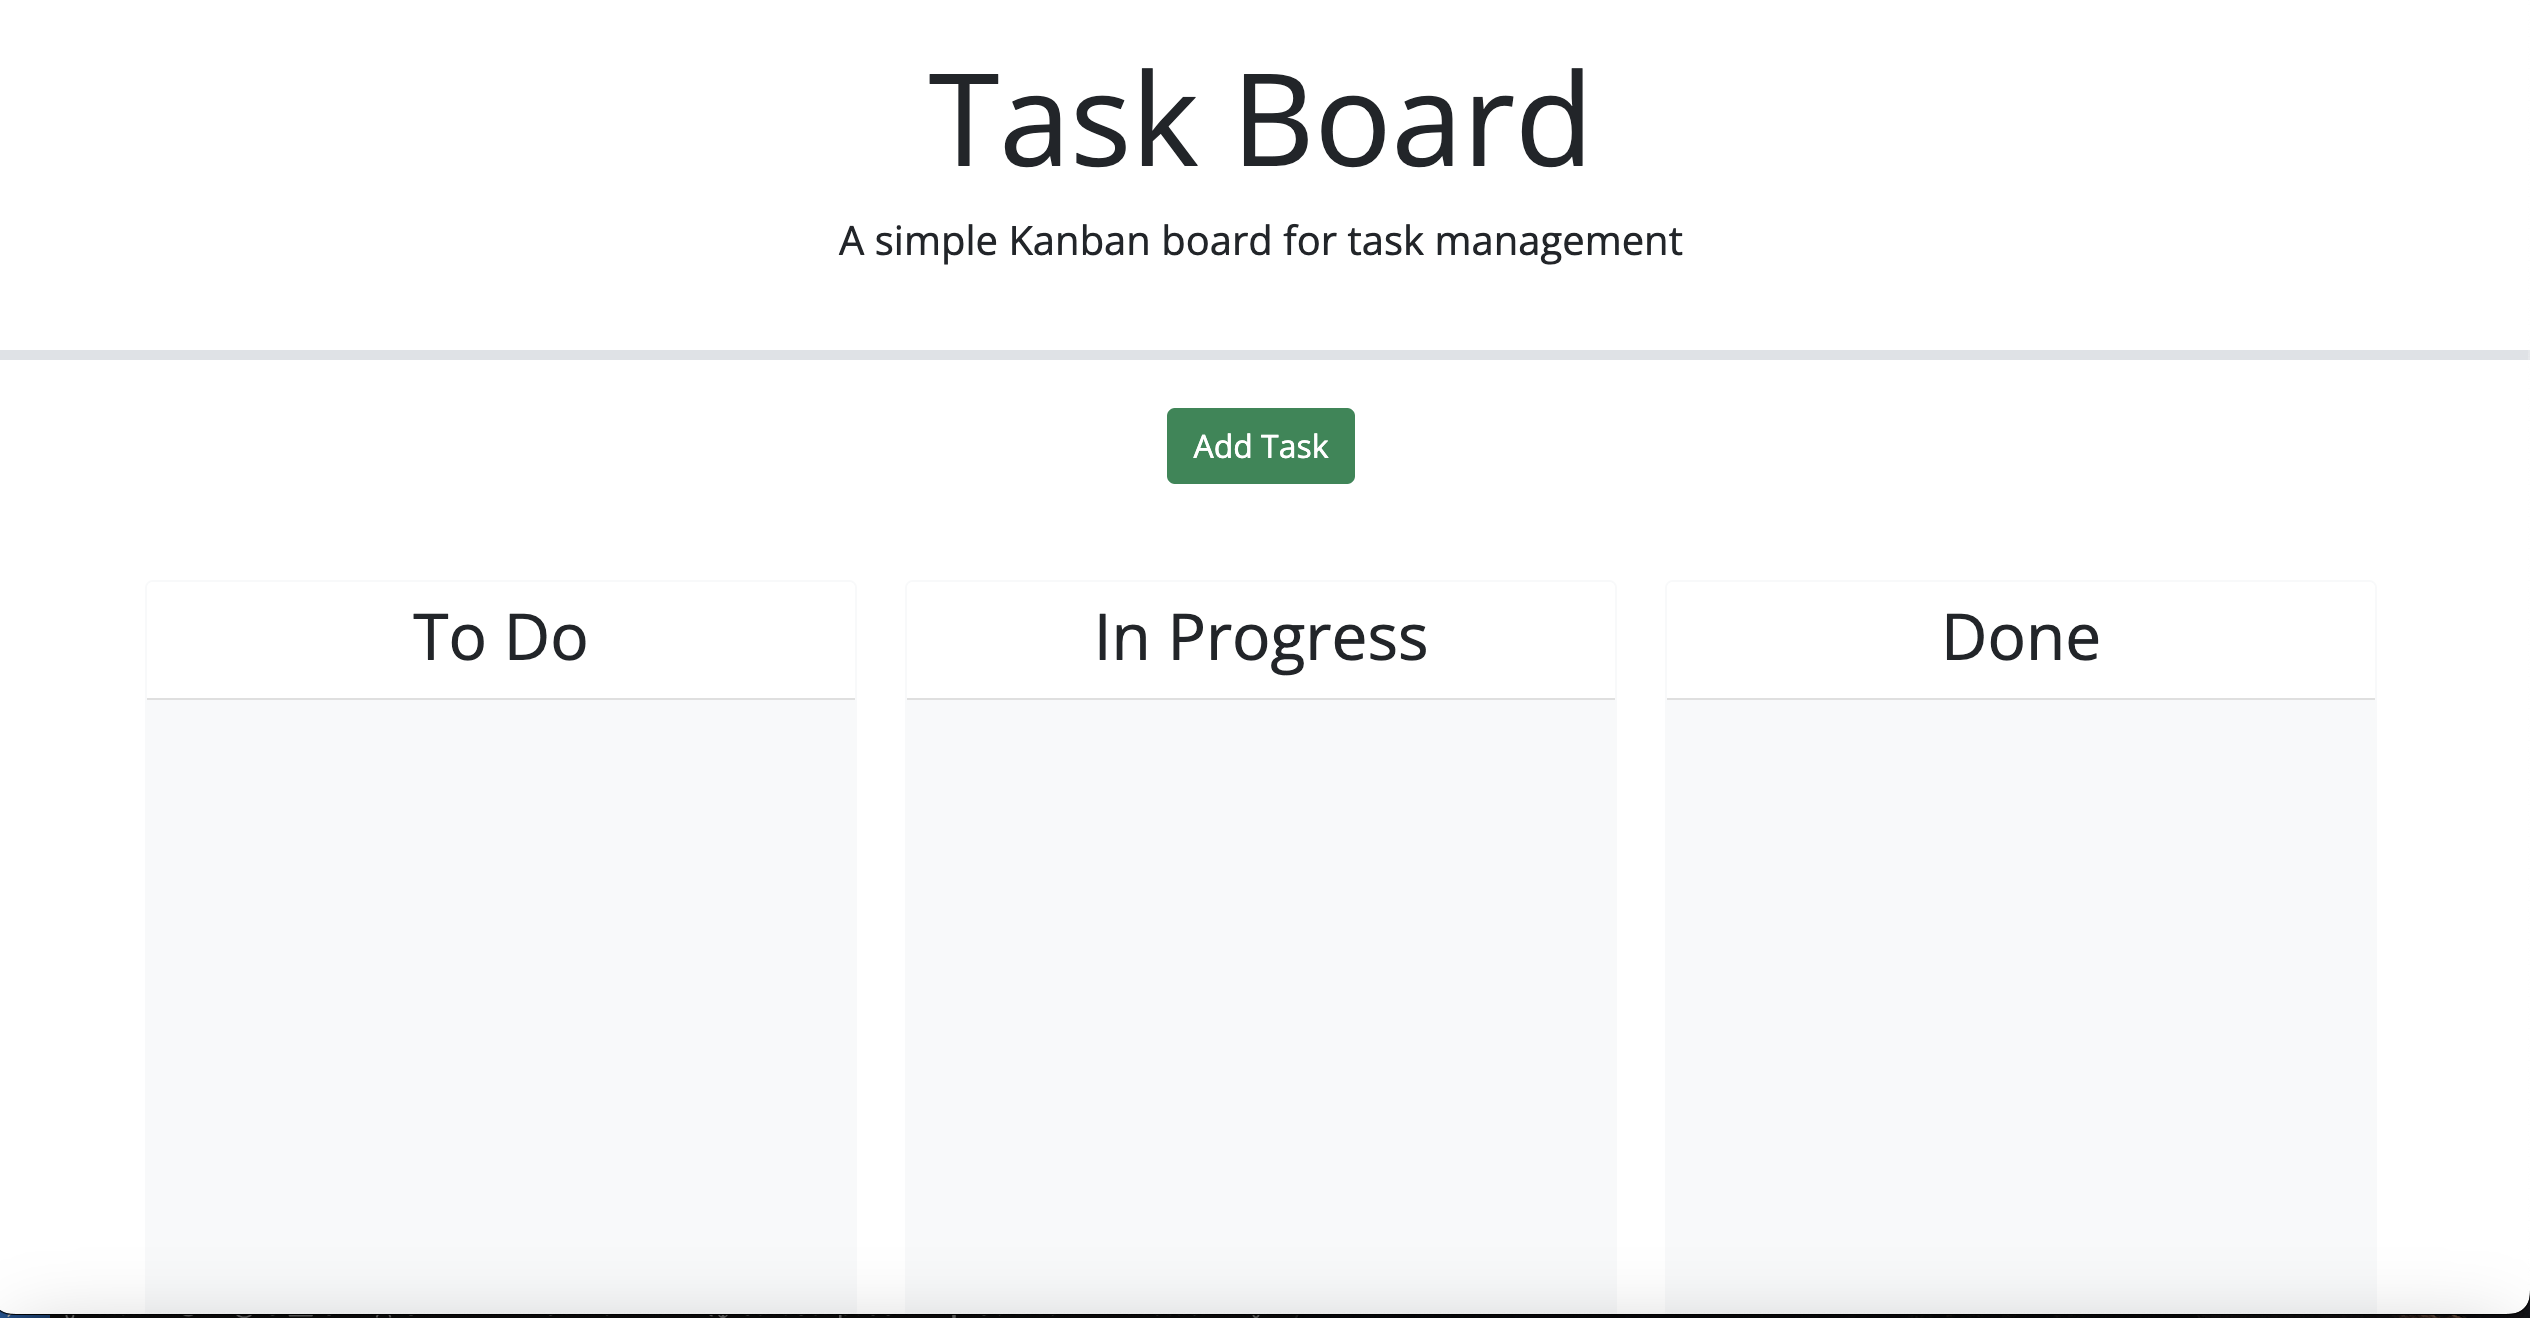 Task Board
A simple Kanban board for task management
Add Task
To Do
In Progress
Done